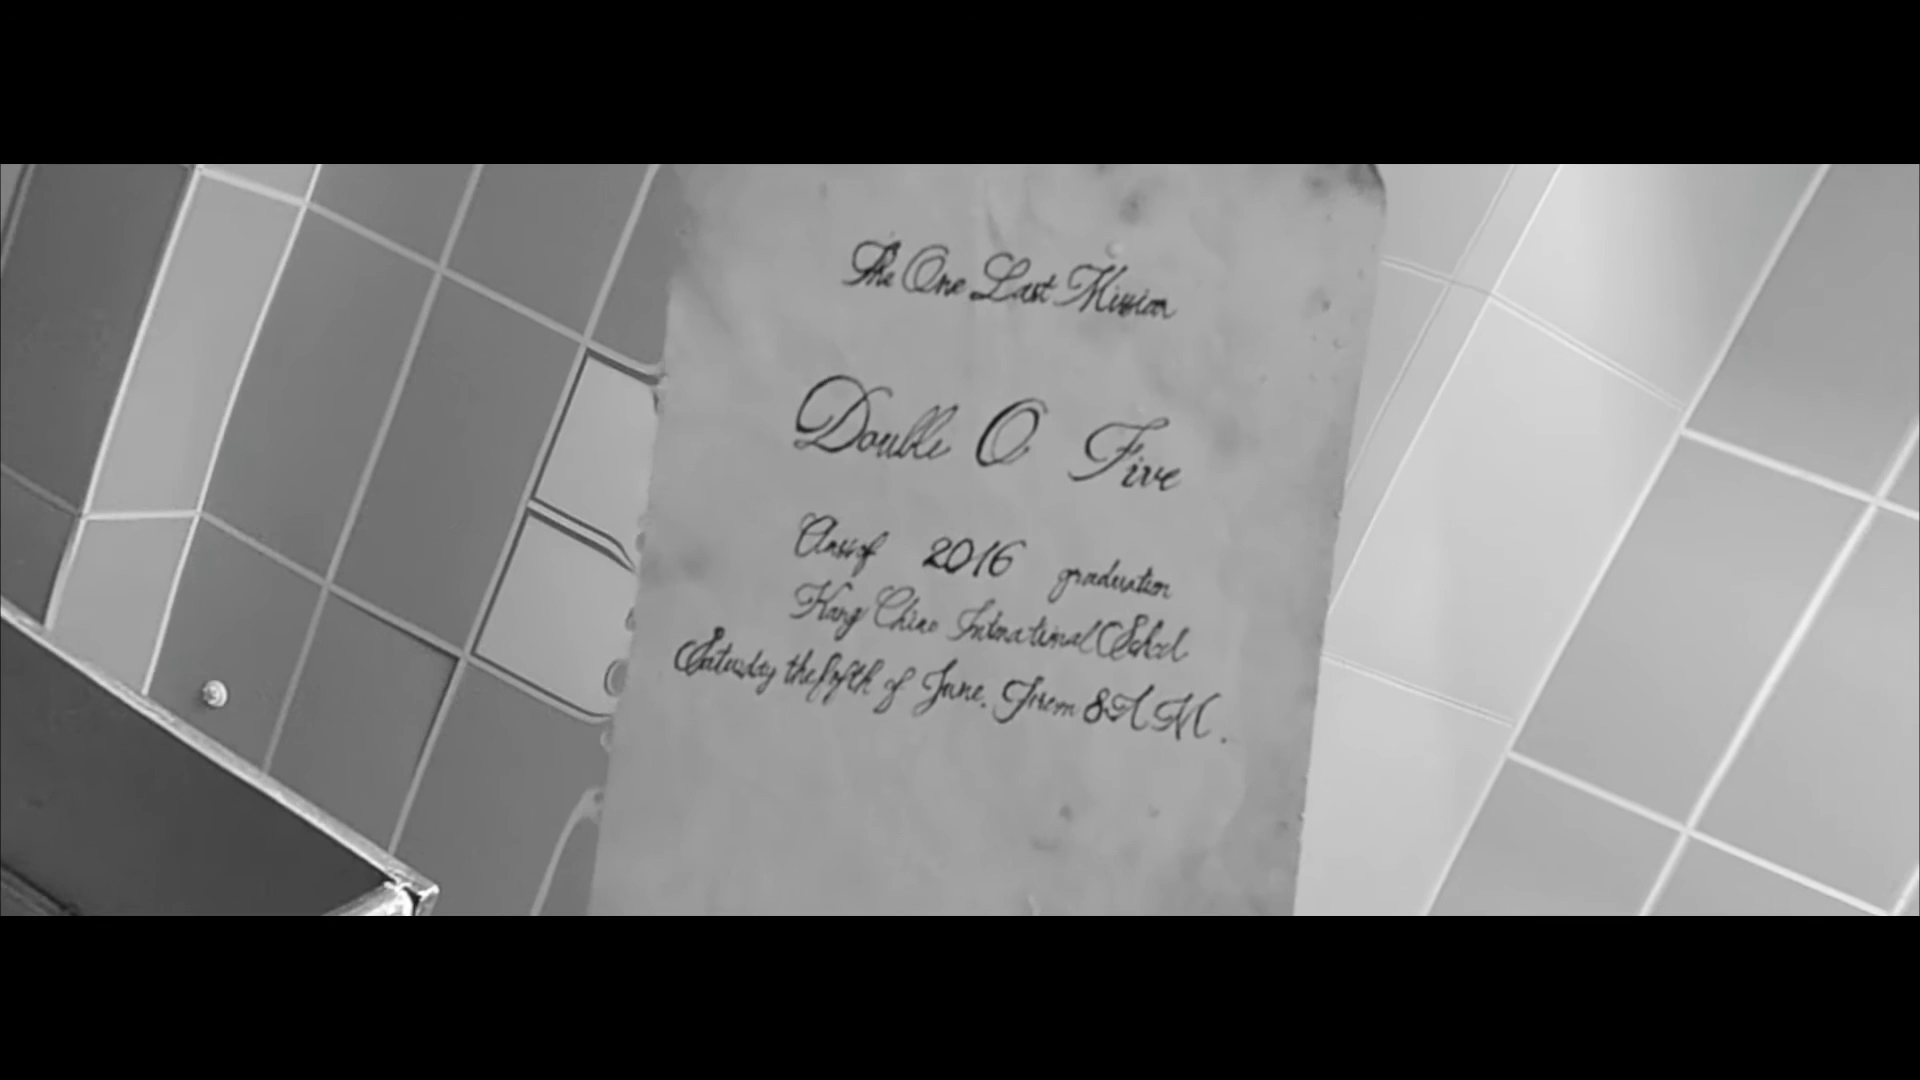 The One Last Mission
Double O Five
Class of 2016 graduation
Kang Chiao International School
Saturday the fifth of June. From 8 A.M.